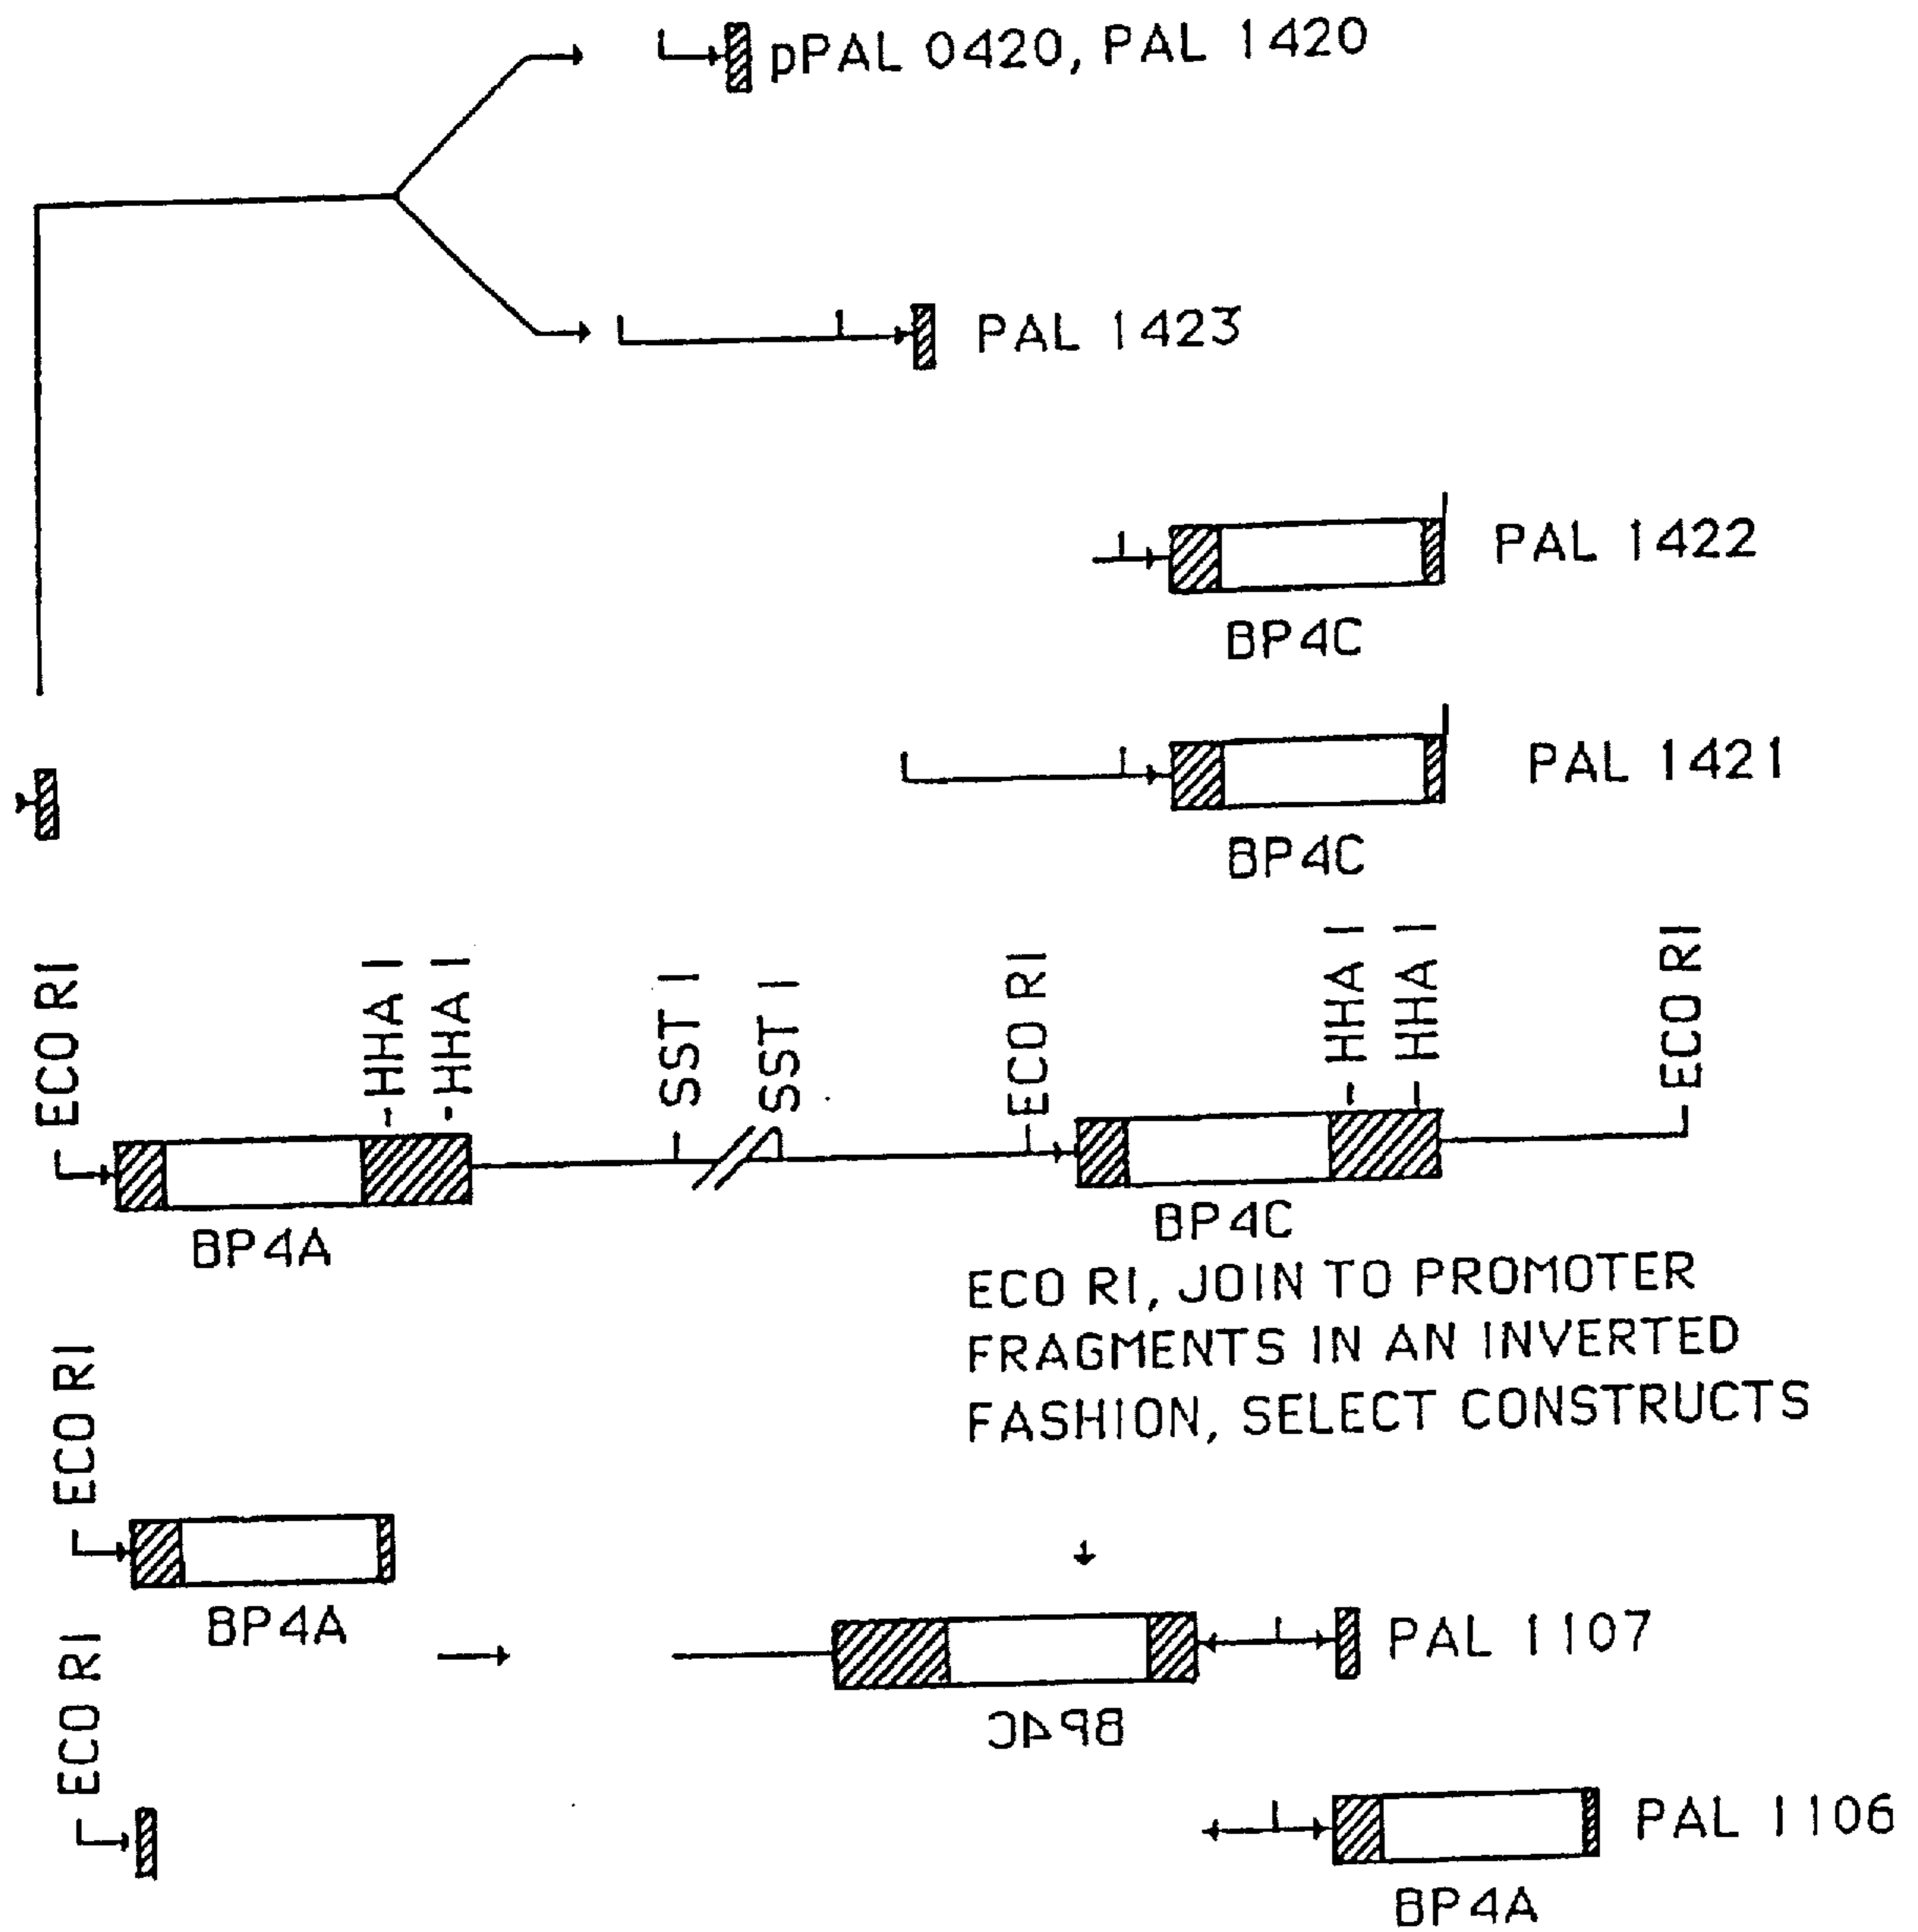 pPAL 0420, PAL 1420
PAL 1423
PAL 1422
BP4C
PAL 1421
BP4C
ECO RI
HHA I
HHA I
SST I
SST I
ECO RI
HHA I
HHA I
ECO RI
BP4A
BP4C
ECO RI, JOIN TO PROMOTER
FRAGMENTS IN AN INVERTED
FASHION, SELECT CONSTRUCTS
ECO RI
BP4A
PAL 1107
BP4C
ECO RI
PAL 1106
BP4A